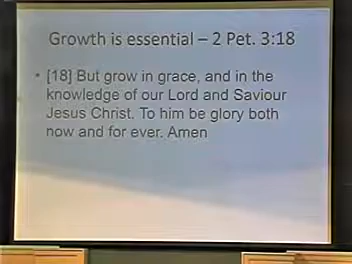 Growth is essential – 2 Pet. 3:18
• [18] But grow in grace, and in the
knowledge of our Lord and Saviour
Jesus Christ. To him be glory both
now and for ever. Amen